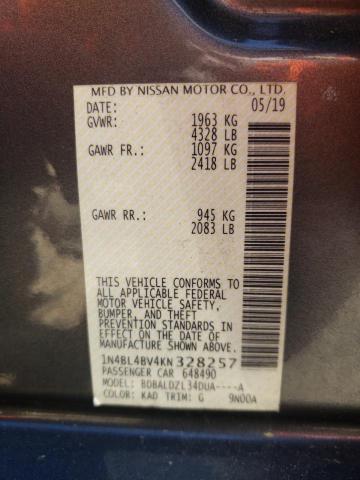 MFD BY NISSAN MOTOR CO., LTD.
DATE: 05/19
GVWR: 1963 KG
4328 LB
GAWR FR.: 1097 KG
2418 LB
GAWR RR.: 945 KG
2083 LB
THIS VEHICLE CONFORMS TO
ALL APPLICABLE FEDERAL
MOTOR VEHICLE SAFETY,
BUMPER, AND THEFT
PREVENTION STANDARDS
IN EFFECT ON THE DATE OF
MANUFACTURE SHOWN ABOVE.
1N4BL4BV4KN328257
PASSENGER CAR 648490
MODEL: BDBALDZL34DUA----A
COLOR: KAD TRIM: G 9N00A